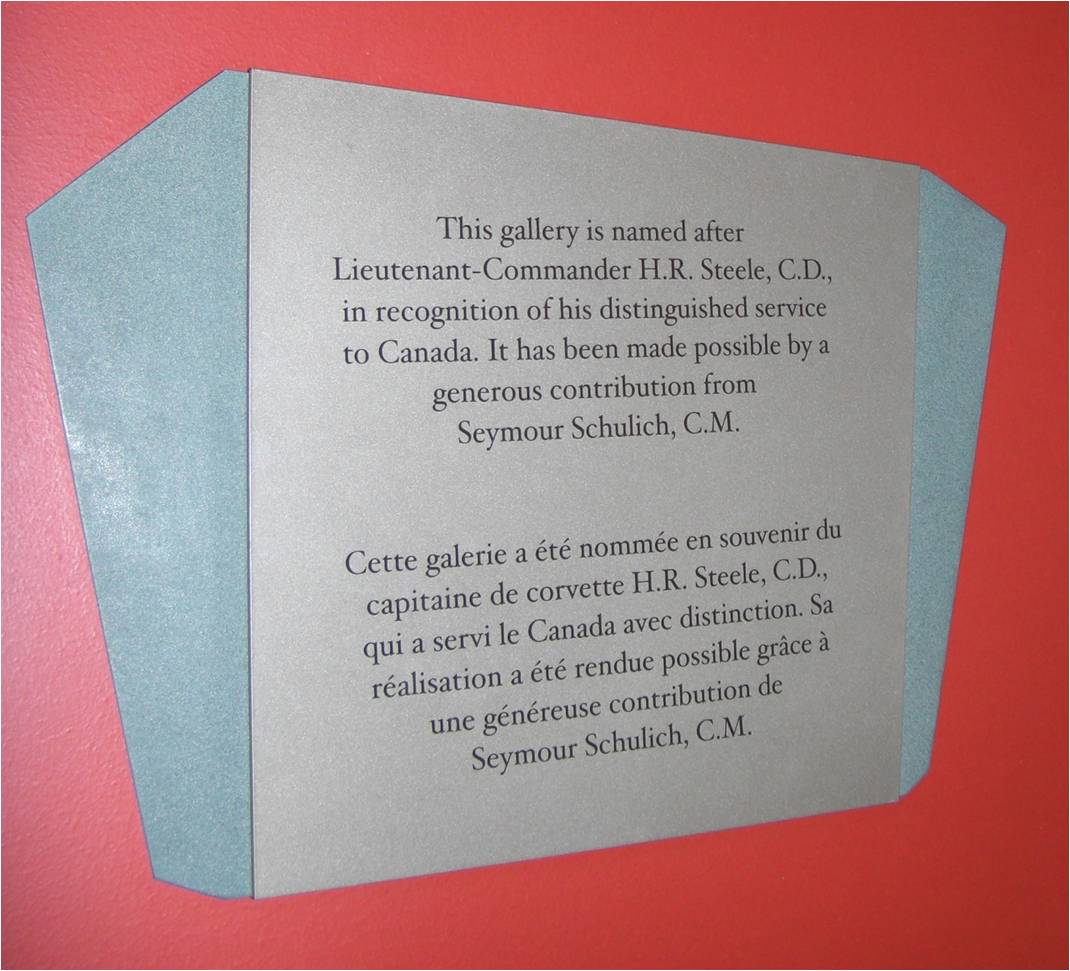 This gallery is named after
Lieutenant-Commander H.R. Steele, C.D.,
in recognition of his distinguished service
to Canada. It has been made possible by a
generous contribution from
Seymour Schulich, C.M.
Cette galerie a été nommée en souvenir du
capitaine de corvette H.R. Steele, C.D.,
qui a servi le Canada avec distinction. Sa
réalisation a été rendue possible grâce à
une généreuse contribution de
Seymour Schulich, C.M.